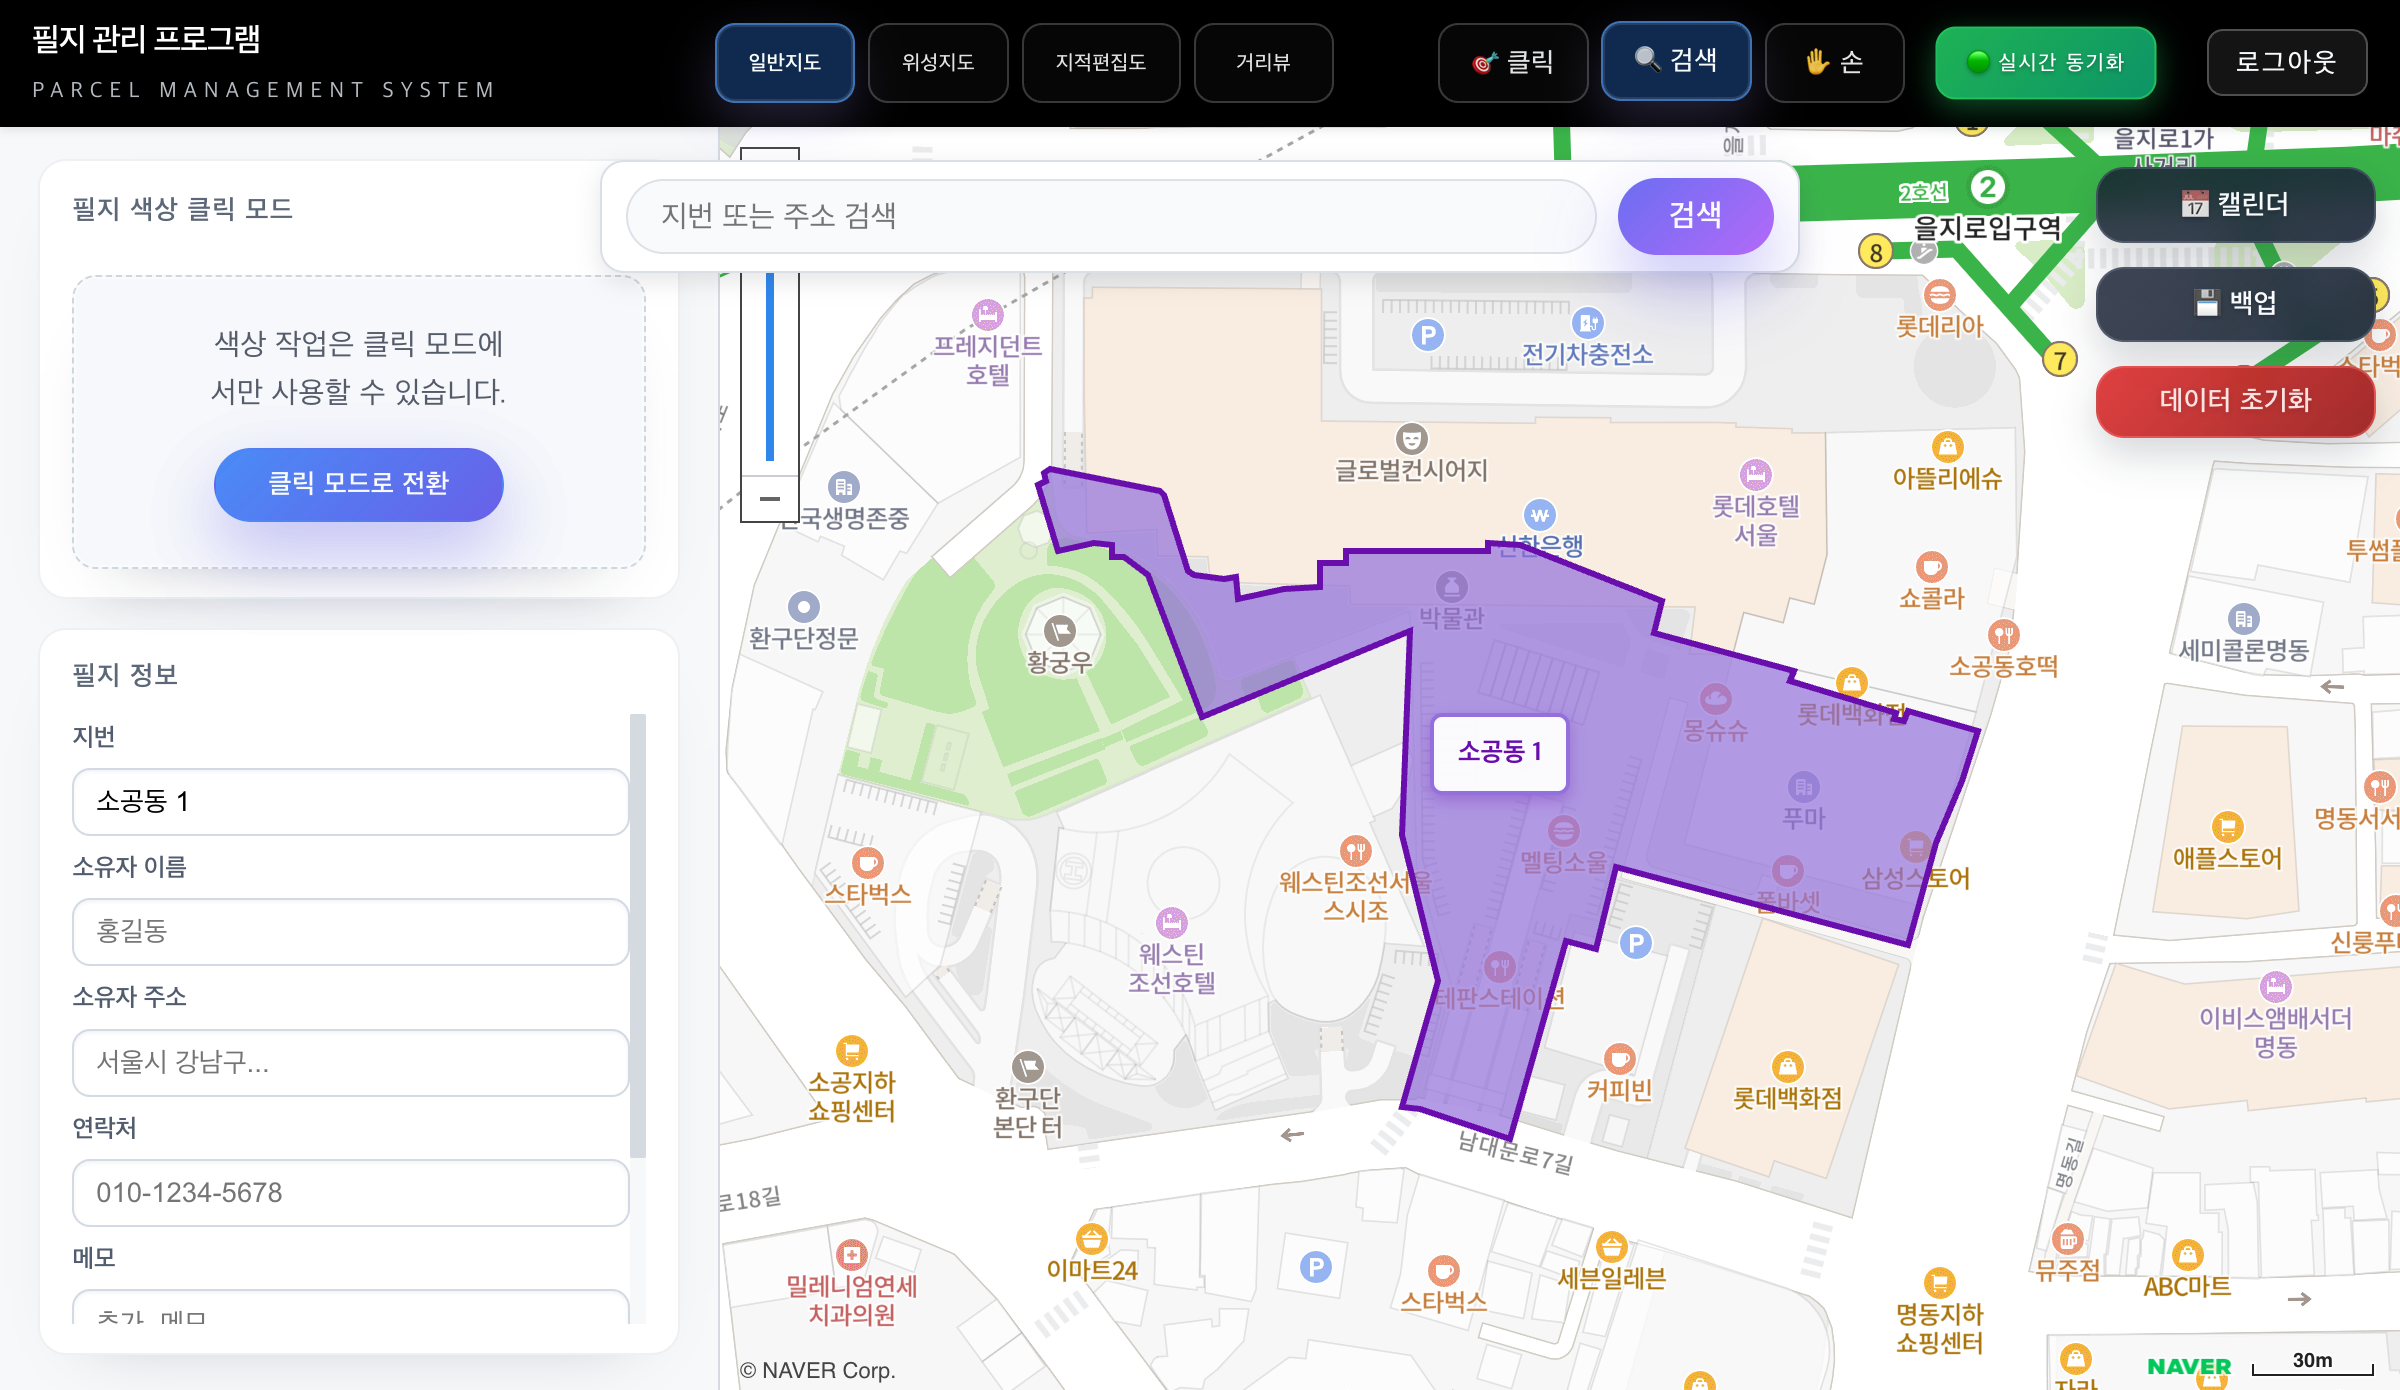 필지 관리 프로그램
PARCEL MANAGEMENT SYSTEM
일반지도
위성지도
지적편집도
거리뷰
클릭
검색
손
실시간 동기화
로그아웃
필지 색상 클릭 모드
색상 작업은 클릭 모드에
서만 사용할 수 있습니다.
클릭 모드로 전환
필지 정보
지번
소공동 1
소유자 이름
홍길동
소유자 주소
서울시 강남구...
연락처
010-1234-5678
메모
추가 메모
지번 또는 주소 검색
검색
캘린더
백업
데이터 초기화
을지로1가
사거리
2호선
2
을지로입구역
8
7
롯데리아
프레지던트
호텔
P
전기차충전소
글로벌컨시어지
롯데호텔
서울
아뜰리에슈
신한은행
쇼콜라
소공동호떡
환구단정문
황궁우
박물관
몽슈슈
롯데백화점
소공동 1
푸마
멜팅소울
폴바셋
삼성스토어
세미콜론명동
애플스토어
스타벅스
웨스틴조선서울
스시조
웨스틴
조선호텔
테판스테이션
P
이비스앰배서더
명동
소공지하
쇼핑센터
환구단
본단 터
커피빈
롯데백화점
남대문로7길
명동길
로18길
밀레니엄연세
치과의원
이마트24
P
스타벅스
세븐일레븐
뮤주점
ABC마트
명동지하
쇼핑센터
자라
© NAVER Corp.
NAVER
30m